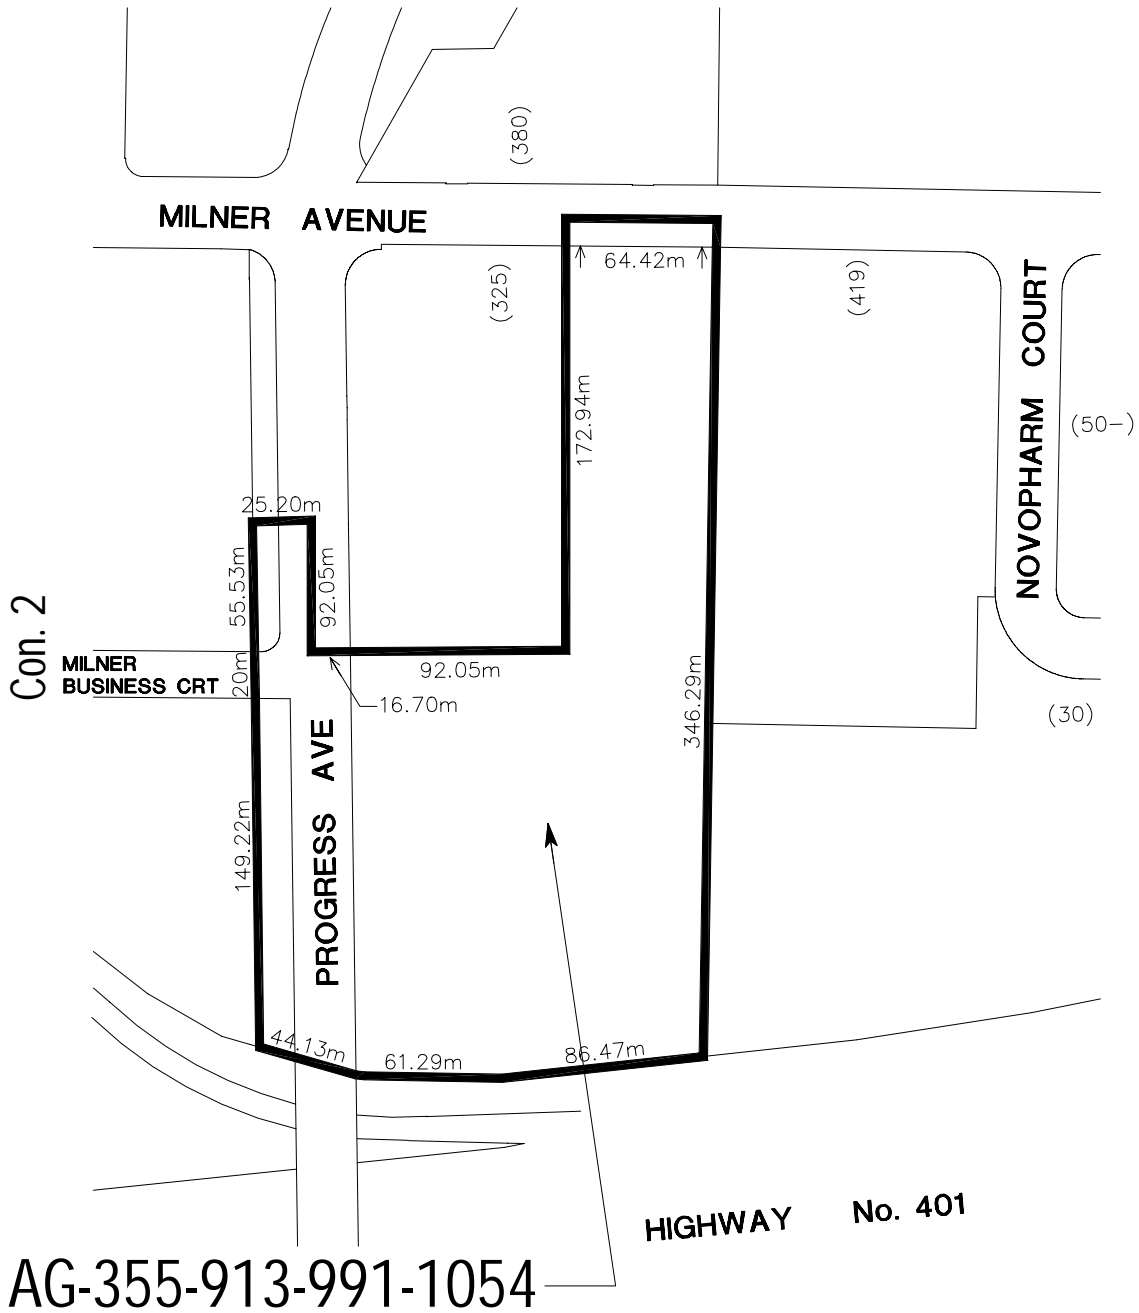 (380)
MILNER AVENUE
64.42m
(325)
(419)
NOVOPHARM COURT
172.94m
(50-)
25.20m
55.53m
92.05m
Con. 2
MILNER
BUSINESS CRT
20m
92.05m
16.70m
346.29m
(30)
PROGRESS AVE
149.22m
44.13m
61.29m
86.47m
HIGHWAY No. 401
AG-355-913-991-1054